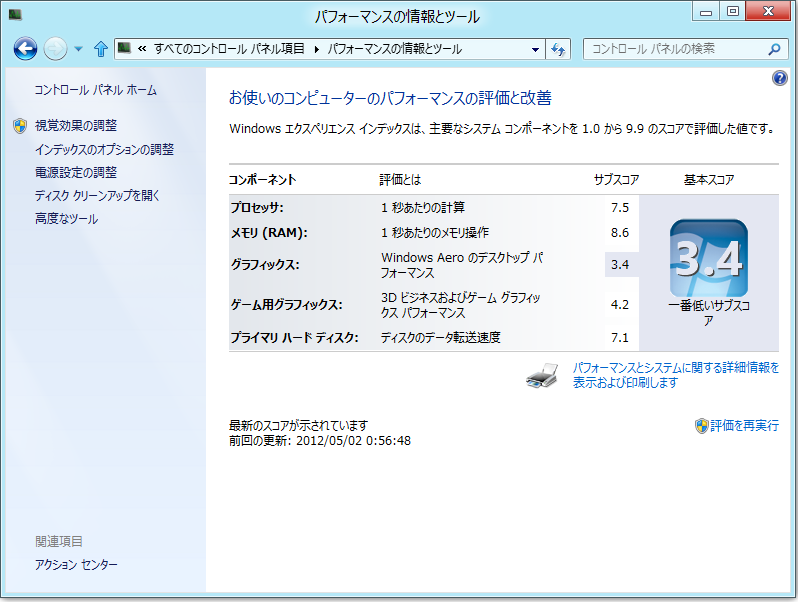 パフォーマンスの情報とツール
« すべてのコントロール パネル項目 ▸ パフォーマンスの情報とツール
コントロール パネルの検索
コントロール パネル ホーム
視覚効果の調整
インデックスのオプションの調整
電源設定の調整
ディスク クリーンアップを開く
高度なツール
関連項目
アクション センター
お使いのコンピューターのパフォーマンスの評価と改善
Windows エクスペリエンス インデックスは、主要なシステム コンポーネントを 1.0 から 9.9 のスコアで評価した値です。
コンポーネント 評価とは サブスコア 基本スコア
プロセッサ: 1 秒あたりの計算 7.5
メモリ (RAM): 1 秒あたりのメモリ操作 8.6
グラフィックス: Windows Aero のデスクトップ パ
フォーマンス 3.4
ゲーム用グラフィックス: 3D ビジネスおよびゲーム グラフィッ
クス パフォーマンス 4.2
プライマリ ハード ディスク: ディスクのデータ転送速度 7.1
3.4
一番低いサブスコ
ア
パフォーマンスとシステムに関する詳細情報を
表示および印刷します
最新のスコアが示されています
前回の更新: 2012/05/02 0:56:48
評価を再実行